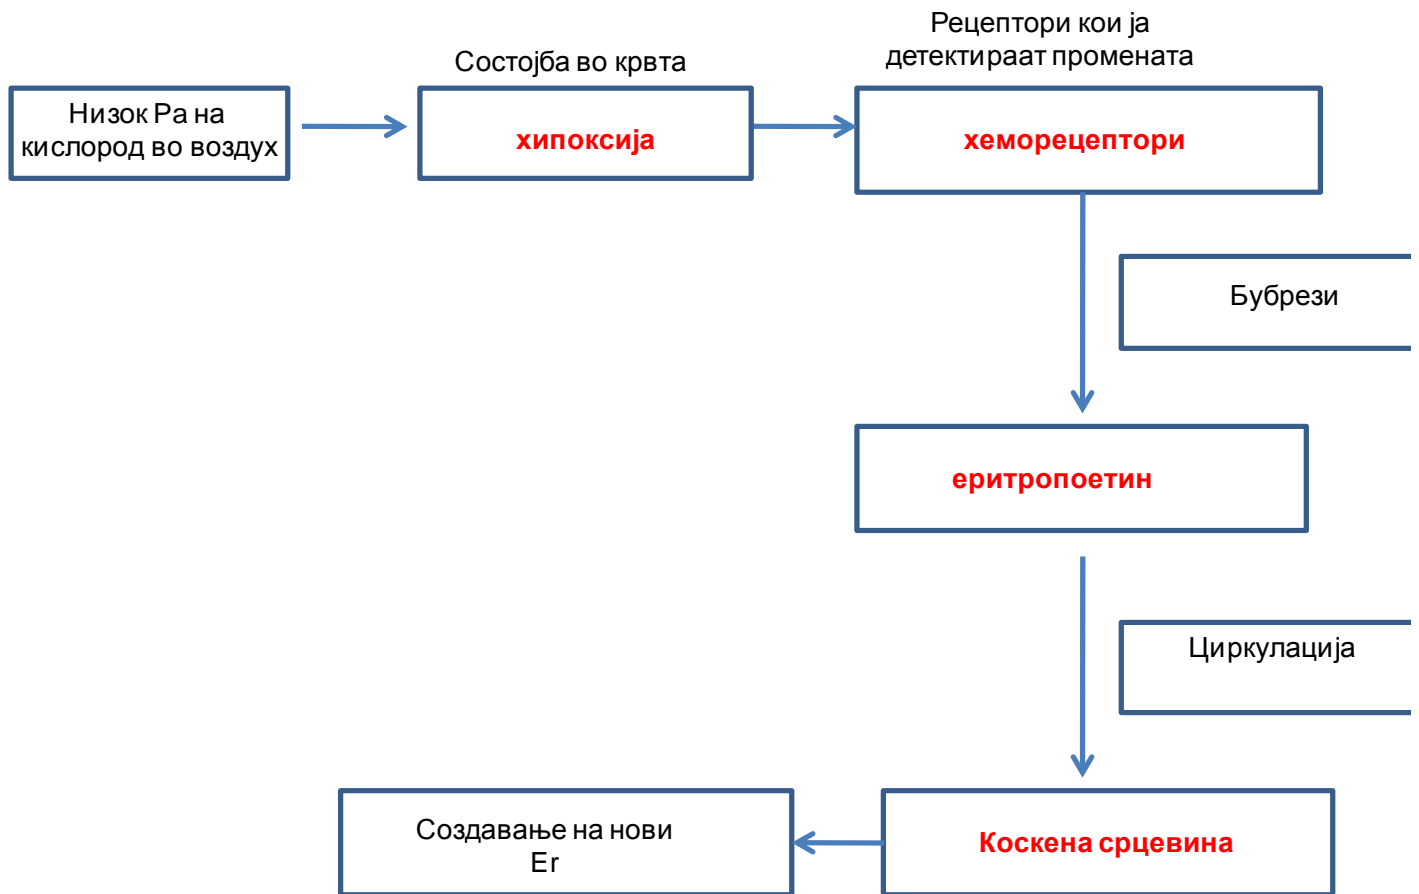 Рецептори кои ја
детектираат промената
Состојба во крвта
Низок Pa на
кислород во воздух
хипоксија
хеморецептори
Бубрези
еритропоетин
Циркулација
Создавање на нови
Er
Коскена срцевина